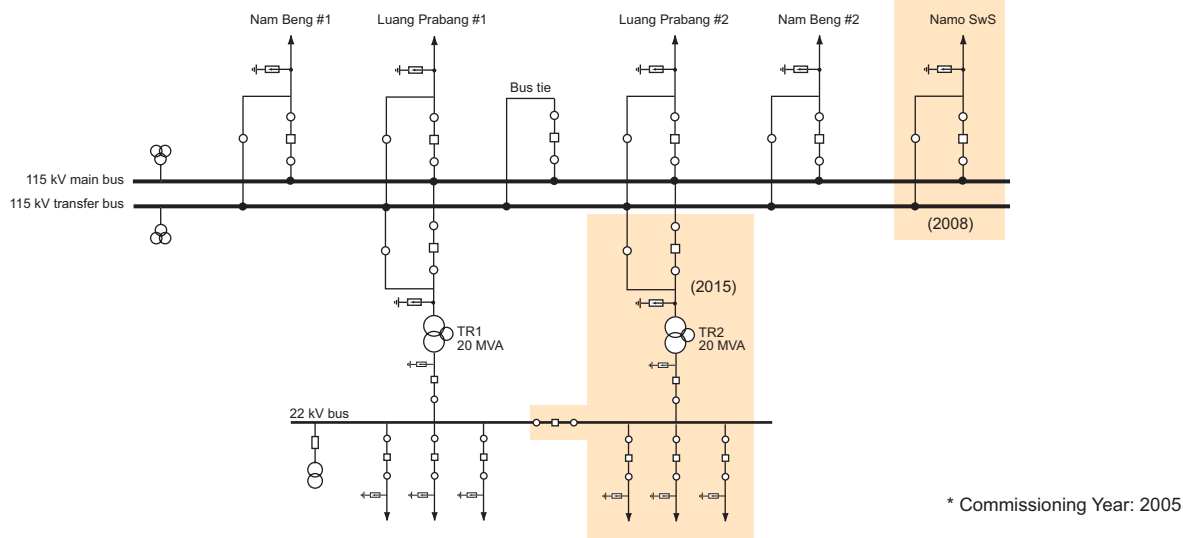 Nam Beng #1
Luang Prabang #1
Luang Prabang #2
Nam Beng #2
Namo SwS
Bus tie
115 kV main bus
115 kV transfer bus
(2008)
(2015)
TR1
20 MVA
TR2
20 MVA
22 kV bus
* Commissioning Year: 2005